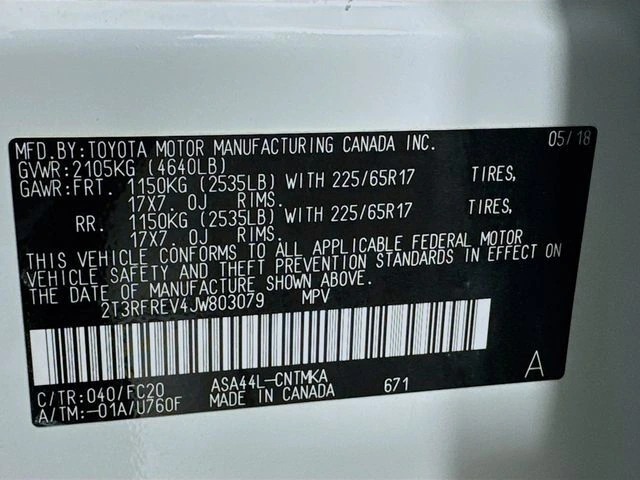 MFD.BY:TOYOTA MOTOR MANUFACTURING CANADA INC. 05/18
GVWR:2105KG (4640LB)
GAWR:FRT. 1150KG (2535LB) WITH 225/65R17 TIRES,
17X7.0J RIMS.
RR. 1150KG (2535LB) WITH 225/65R17 TIRES,
17X7.0J RIMS.
THIS VEHICLE CONFORMS TO ALL APPLICABLE FEDERAL MOTOR
VEHICLE SAFETY AND THEFT PREVENTION STANDARDS IN EFFECT ON
THE DATE OF MANUFACTURE SHOWN ABOVE.
2T3RFREV4JW803079 MPV
A
C/TR:040/FC20 ASA44L-CNTMKA 671
A/TM:-01A/U760F MADE IN CANADA